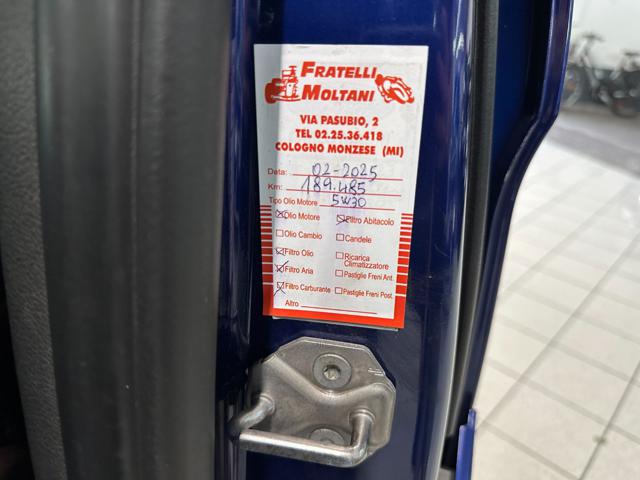 FRATELLI
MOLTANI
VIA PASUBIO, 2
TEL 02.25.36.418
COLOGNO MONZESE (MI)
Data: 02-2025
Km: 189.485
Tipo Olio Motore 5W30
Olio Motore Filtro Abitacolo
Olio Cambio Candele
Filtro Olio Ricarica
Climatizzatore
Filtro Aria Pastiglie Freni Ant.
Filtro Carburante Pastiglie Freni Post.
Altro